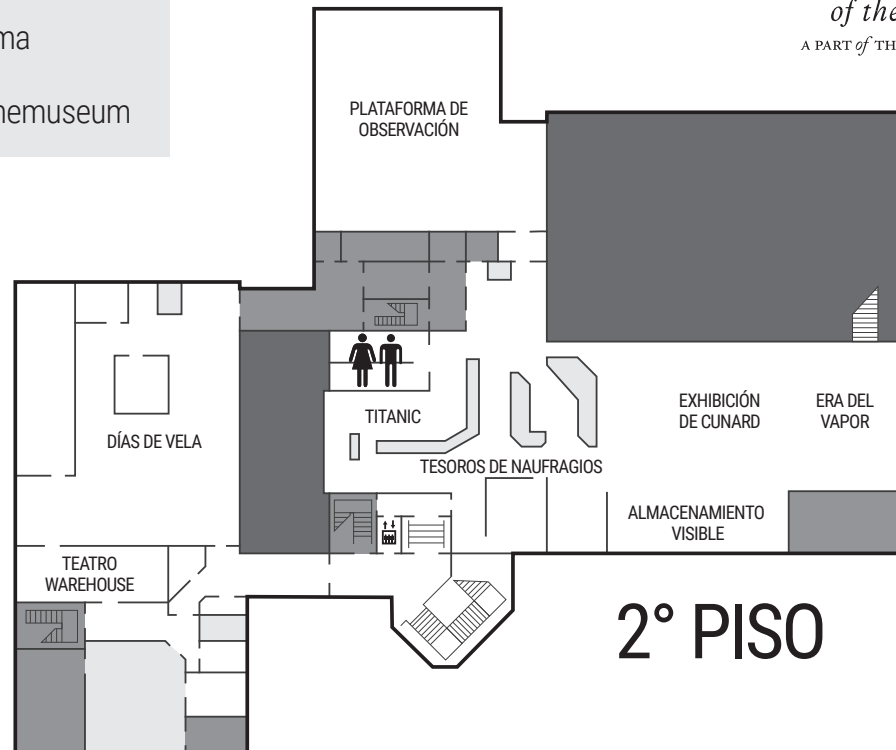 ma
hemuseum
of the
A PART of TH
PLATAFORMA DE
OBSERVACIÓN
TITANIC
EXHIBICIÓN
DE CUNARD
ERA DEL
VAPOR
DÍAS DE VELA
TESOROS DE NAUFRAGIOS
ALMACENAMIENTO
VISIBLE
TEATRO
WAREHOUSE
2° PISO